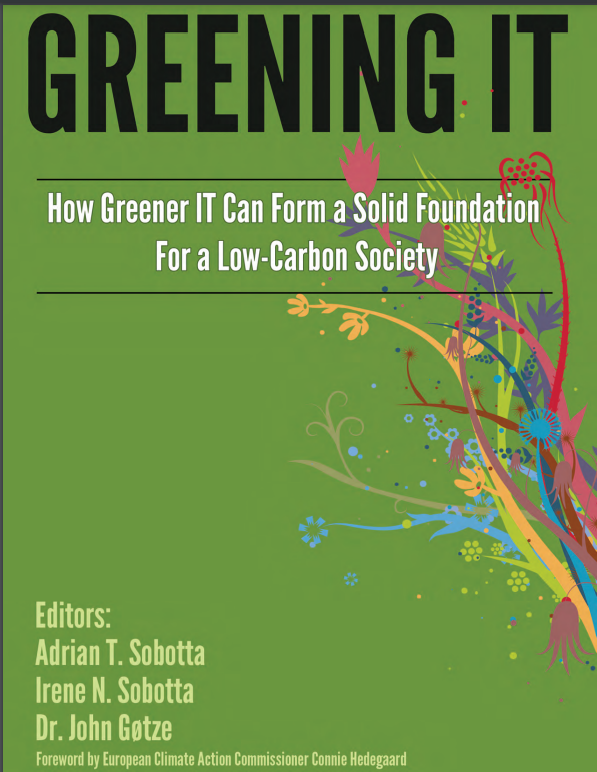 GREENING IT
How Greener IT Can Form a Solid Foundation
For a Low-Carbon Society
Editors:
Adrian T. Sobotta
Irene N. Sobotta
Dr. John Gøtze
Foreword by European Climate Action Commissioner Connie Hedegaard